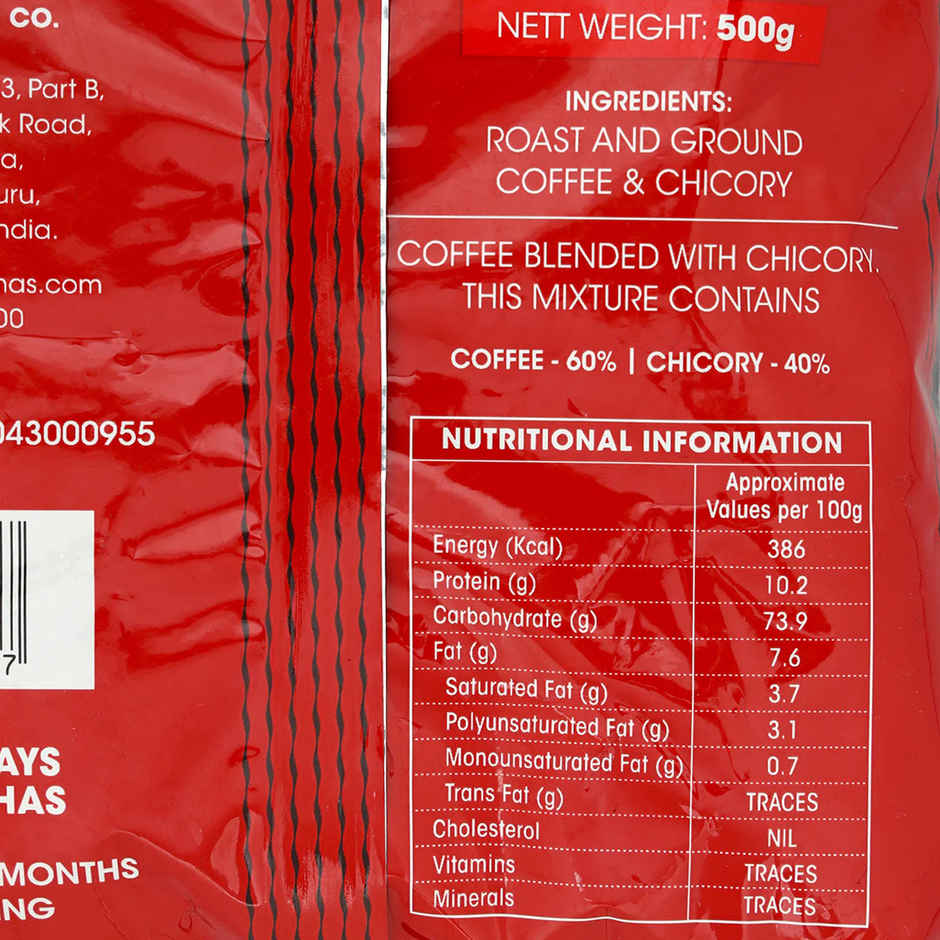 CO.
3, Part B,
k Road,
a,
uru,
ndia.
nas.com
00
043000955
7
AYS
HAS
MONTHS
ING
NETT WEIGHT: 500g
INGREDIENTS:
ROAST AND GROUND
COFFEE & CHICORY
COFFEE BLENDED WITH CHICORY.
THIS MIXTURE CONTAINS
COFFEE - 60% | CHICORY - 40%
NUTRITIONAL INFORMATION
Approximate
Values per 100g
Energy (Kcal) 386
Protein (g) 10.2
Carbohydrate (g) 73.9
Fat (g) 7.6
Saturated Fat (g) 3.7
Polyunsaturated Fat (g) 3.1
Monounsaturated Fat (g) 0.7
Trans Fat (g) TRACES
Cholesterol NIL
Vitamins TRACES
Minerals TRACES